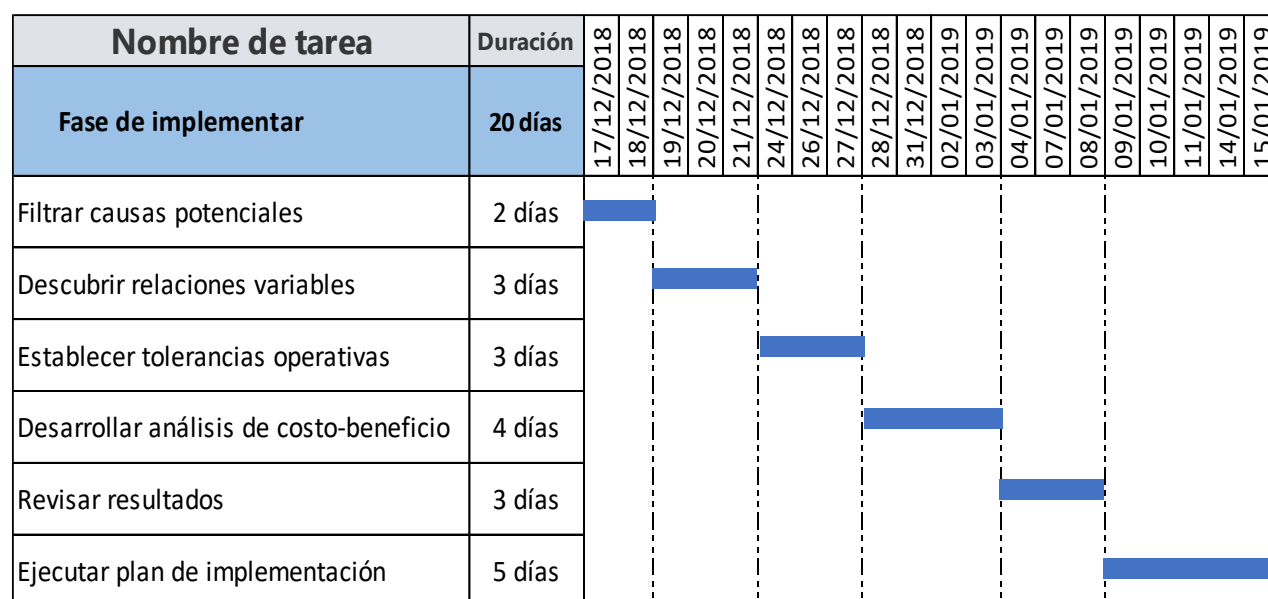 Nombre de tarea Duración 17/12/2018 18/12/2018 19/12/2018 20/12/2018 21/12/2018 24/12/2018 26/12/2018 27/12/2018 28/12/2018 31/12/2018 02/01/2019 03/01/2019 04/01/2019 07/01/2019 08/01/2019 09/01/2019 10/01/2019 11/01/2019 14/01/2019 15/01/2019
Fase de implementar 20 días
Filtrar causas potenciales 2 días
Descubrir relaciones variables 3 días
Establecer tolerancias operativas 3 días
Desarrollar análisis de costo-beneficio 4 días
Revisar resultados 3 días
Ejecutar plan de implementación 5 días